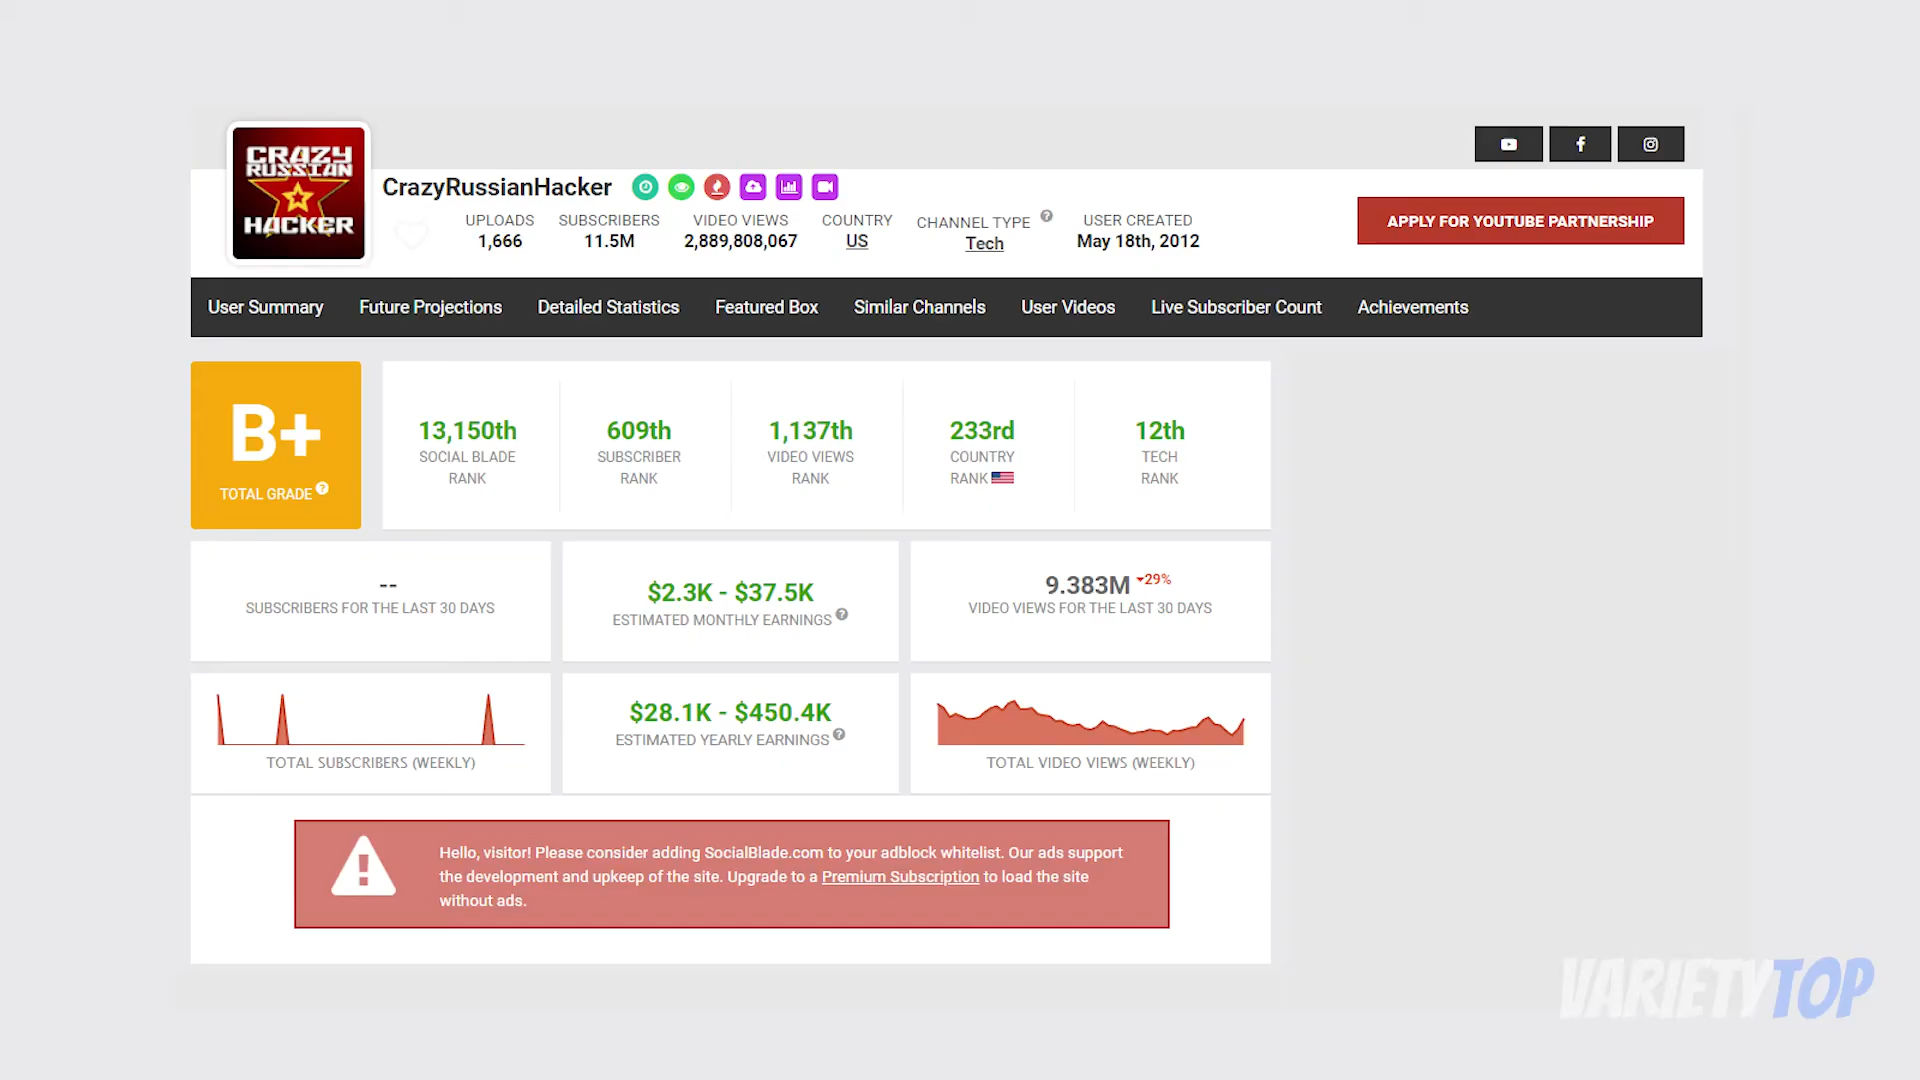 CRAZY
RUSSIAN
HACKER
CrazyRussianHacker
UPLOADS
1,666
SUBSCRIBERS
11.5M
VIDEO VIEWS
2,889,808,067
COUNTRY
US
CHANNEL TYPE ?
Tech
USER CREATED
May 18th, 2012
APPLY FOR YOUTUBE PARTNERSHIP
User Summary Future Projections Detailed Statistics Featured Box Similar Channels User Videos Live Subscriber Count Achievements
B+
TOTAL GRADE ?
13,150th
SOCIAL BLADE
RANK
609th
SUBSCRIBER
RANK
1,137th
VIDEO VIEWS
RANK
233rd
COUNTRY
RANK
12th
TECH
RANK
--
SUBSCRIBERS FOR THE LAST 30 DAYS
$2.3K - $37.5K
ESTIMATED MONTHLY EARNINGS ?
9.383M 29%
VIDEO VIEWS FOR THE LAST 30 DAYS
TOTAL SUBSCRIBERS (WEEKLY)
$28.1K - $450.4K
ESTIMATED YEARLY EARNINGS ?
TOTAL VIDEO VIEWS (WEEKLY)
Hello, visitor! Please consider adding SocialBlade.com to your adblock whitelist. Our ads support
the development and upkeep of the site. Upgrade to a Premium Subscription to load the site
without ads.
VARIETYTOP